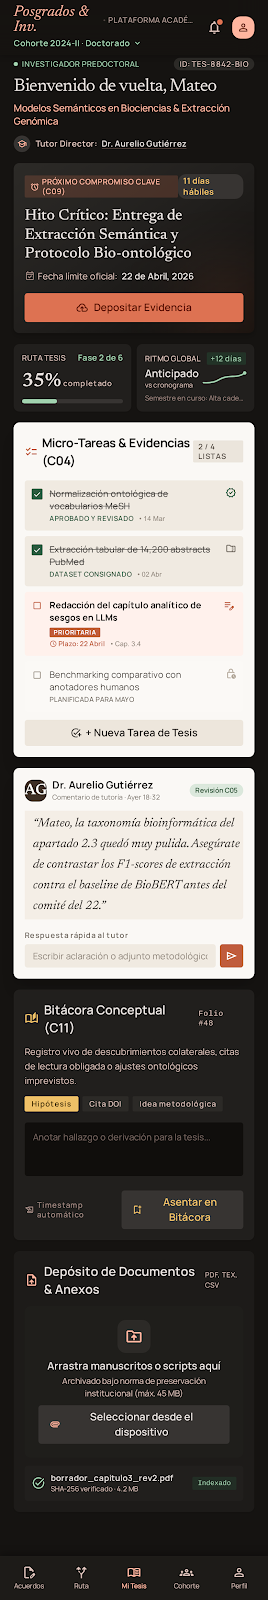 Posgrados &
Inv.
· PLATAFORMA ACADÉ...
Cohorte 2024-II · Doctorado
INVESTIGADOR PREDOCTORAL
ID: TES-8842-BIO
Bienvenido de vuelta, Mateo
Modelos Semánticos en Biociencias & Extracción
Genómica
Tutor Director: Dr. Aurelio Gutiérrez
PRÓXIMO COMPROMISO CLAVE
(C09)
11 días
hábiles
Hito Crítico: Entrega de
Extracción Semántica y
Protocolo Bio-ontológico
Fecha límite oficial: 22 de Abril, 2026
Depositar Evidencia
RUTA TESIS
Fase 2 de 6
35% completado
RITMO GLOBAL
+12 días
Anticipado
vs cronograma
Semestre en curso: Alta cade...
Micro-Tareas & Evidencias
(C04)
2 / 4
LISTAS
Normalización ontológica de
vocabularios MeSH
APROBADO Y REVISADO • 14 Mar
Extracción tabular de 14,200 abstracts
PubMed
DATASET CONSIGNADO • 02 Abr
Redacción del capítulo analítico de
sesgos en LLMs
PRIORITARIA
Plazo: 22 Abril • Cap. 3.4
Benchmarking comparativo con
anotadores humanos
PLANIFICADA PARA MAYO
+ Nueva Tarea de Tesis
AG
Dr. Aurelio Gutiérrez
Comentario de tutoría · Ayer 18:32
Revisión C05
“Mateo, la taxonomía bioinformática del
apartado 2.3 quedó muy pulida. Asegúrate
de contrastar los F1-scores de extracción
contra el baseline de BioBERT antes del
comité del 22.”
Respuesta rápida al tutor
Escribir aclaración o adjunto metodológico
Bitácora Conceptual
(C11)
Folio
#48
Registro vivo de descubrimientos colaterales, citas
de lectura obligada o ajustes ontológicos
imprevistos.
Hipótesis
Cita DOI
Idea metodológica
Anotar hallazgo o derivación para la tesis...
Timestamp
automático
Asentar en
Bitácora
Depósito de Documentos
& Anexos
PDF, TEX,
CSV
Arrastra manuscritos o scripts aquí
Archivado bajo norma de preservación
institucional (máx. 45 MB)
Seleccionar desde el
dispositivo
borrador_capitulo3_rev2.pdf
SHA-256 verificado · 4.2 MB
Indexado
Acuerdos
Ruta
Mi Tesis
Cohorte
Perfil